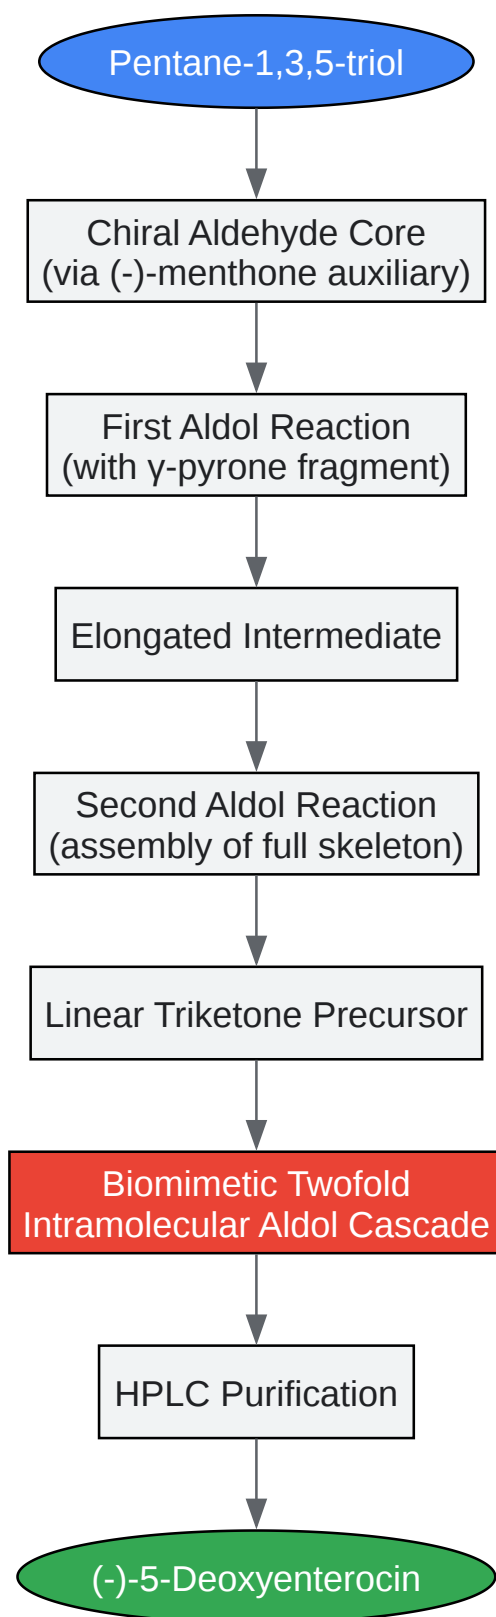 Pentane-1,3,5-triol
Chiral Aldehyde Core
(via (-)-menthone auxiliary)
First Aldol Reaction
(with γ-pyrone fragment)
Elongated Intermediate
Second Aldol Reaction
(assembly of full skeleton)
Linear Triketone Precursor
Biomimetic Twofold
Intramolecular Aldol Cascade
HPLC Purification
(-)-5-Deoxyenterocin